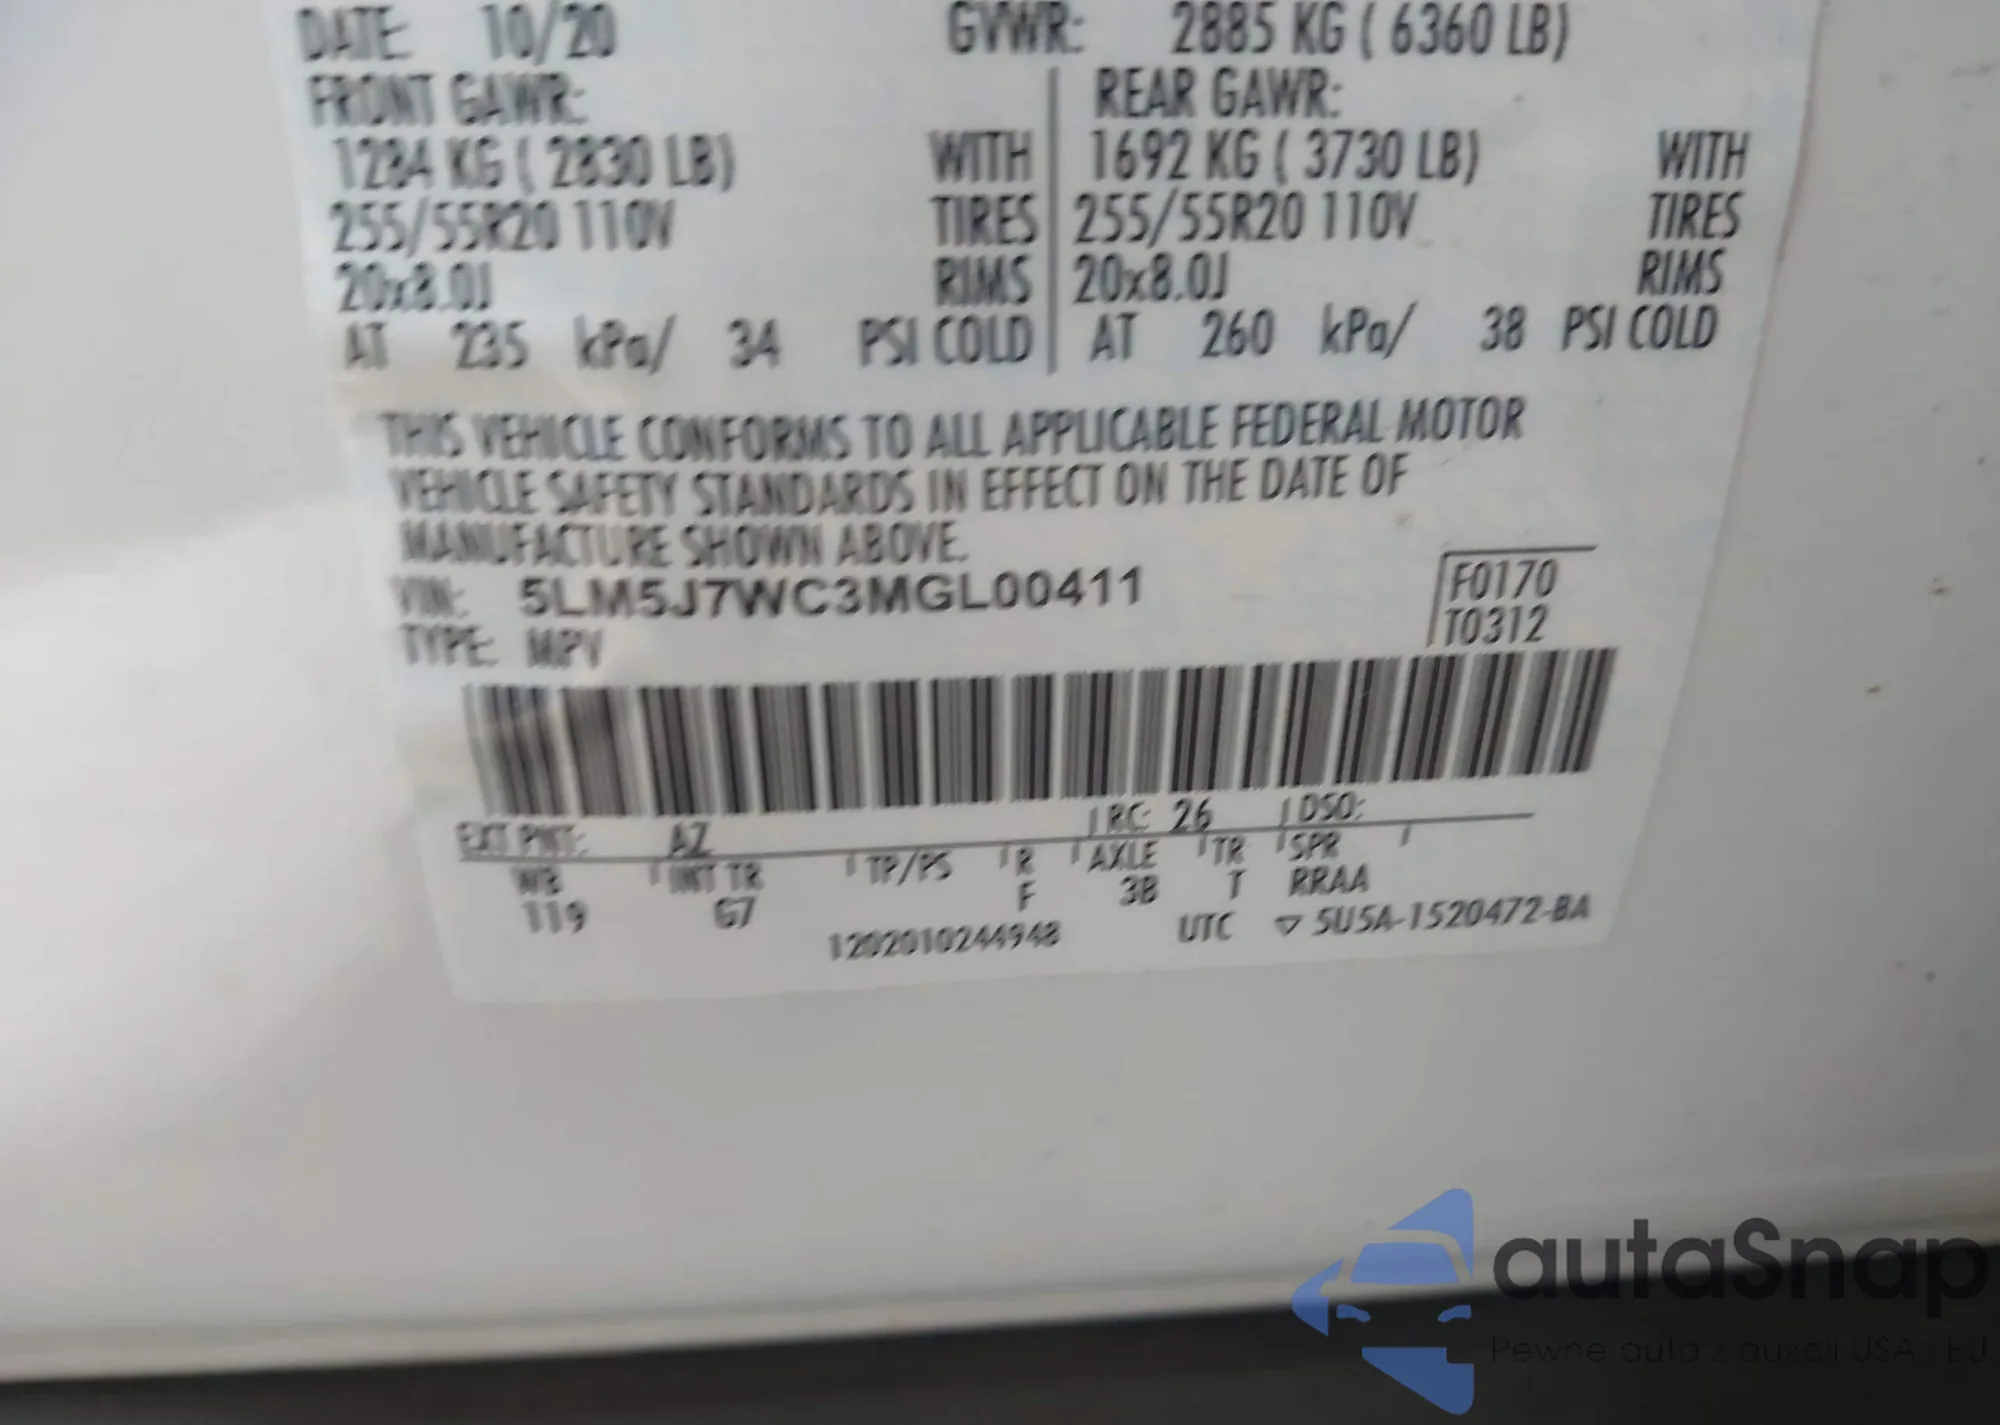 DATE: 10/20 GVWR: 2885 KG ( 6360 LB)
FRONT GAWR: REAR GAWR:
1284 KG ( 2830 LB) WITH 1692 KG ( 3730 LB) WITH
255/55R20 110V TIRES 255/55R20 110V TIRES
20x8.0J RIMS 20x8.0J RIMS
AT 235 kPa/ 34 PSI COLD AT 260 kPa/ 38 PSI COLD
THIS VEHICLE CONFORMS TO ALL APPLICABLE FEDERAL MOTOR
VEHICLE SAFETY STANDARDS IN EFFECT ON THE DATE OF
MANUFACTURE SHOWN ABOVE.
VIN: 5LM5J7WC3MGL00411 F0170
TYPE: MPV T0312
EXT PNT: AZ RC: 26 DSO:
WB INT TR TP/PS R AXLE TR SPR
119 G7 F 3B T RRAA
1202010244948 UTC ▽ 5U5A-1520472-BA
autaSnap
Pewne auta z aukcji USA i EU